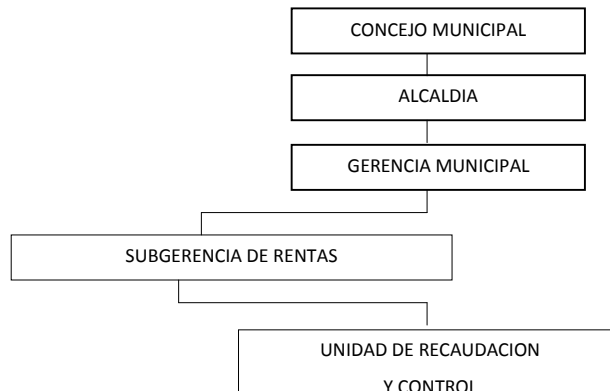 CONCEJO MUNICIPAL
ALCALDIA
GERENCIA MUNICIPAL
SUBGERENCIA DE RENTAS
UNIDAD DE RECAUDACION
Y CONTROL